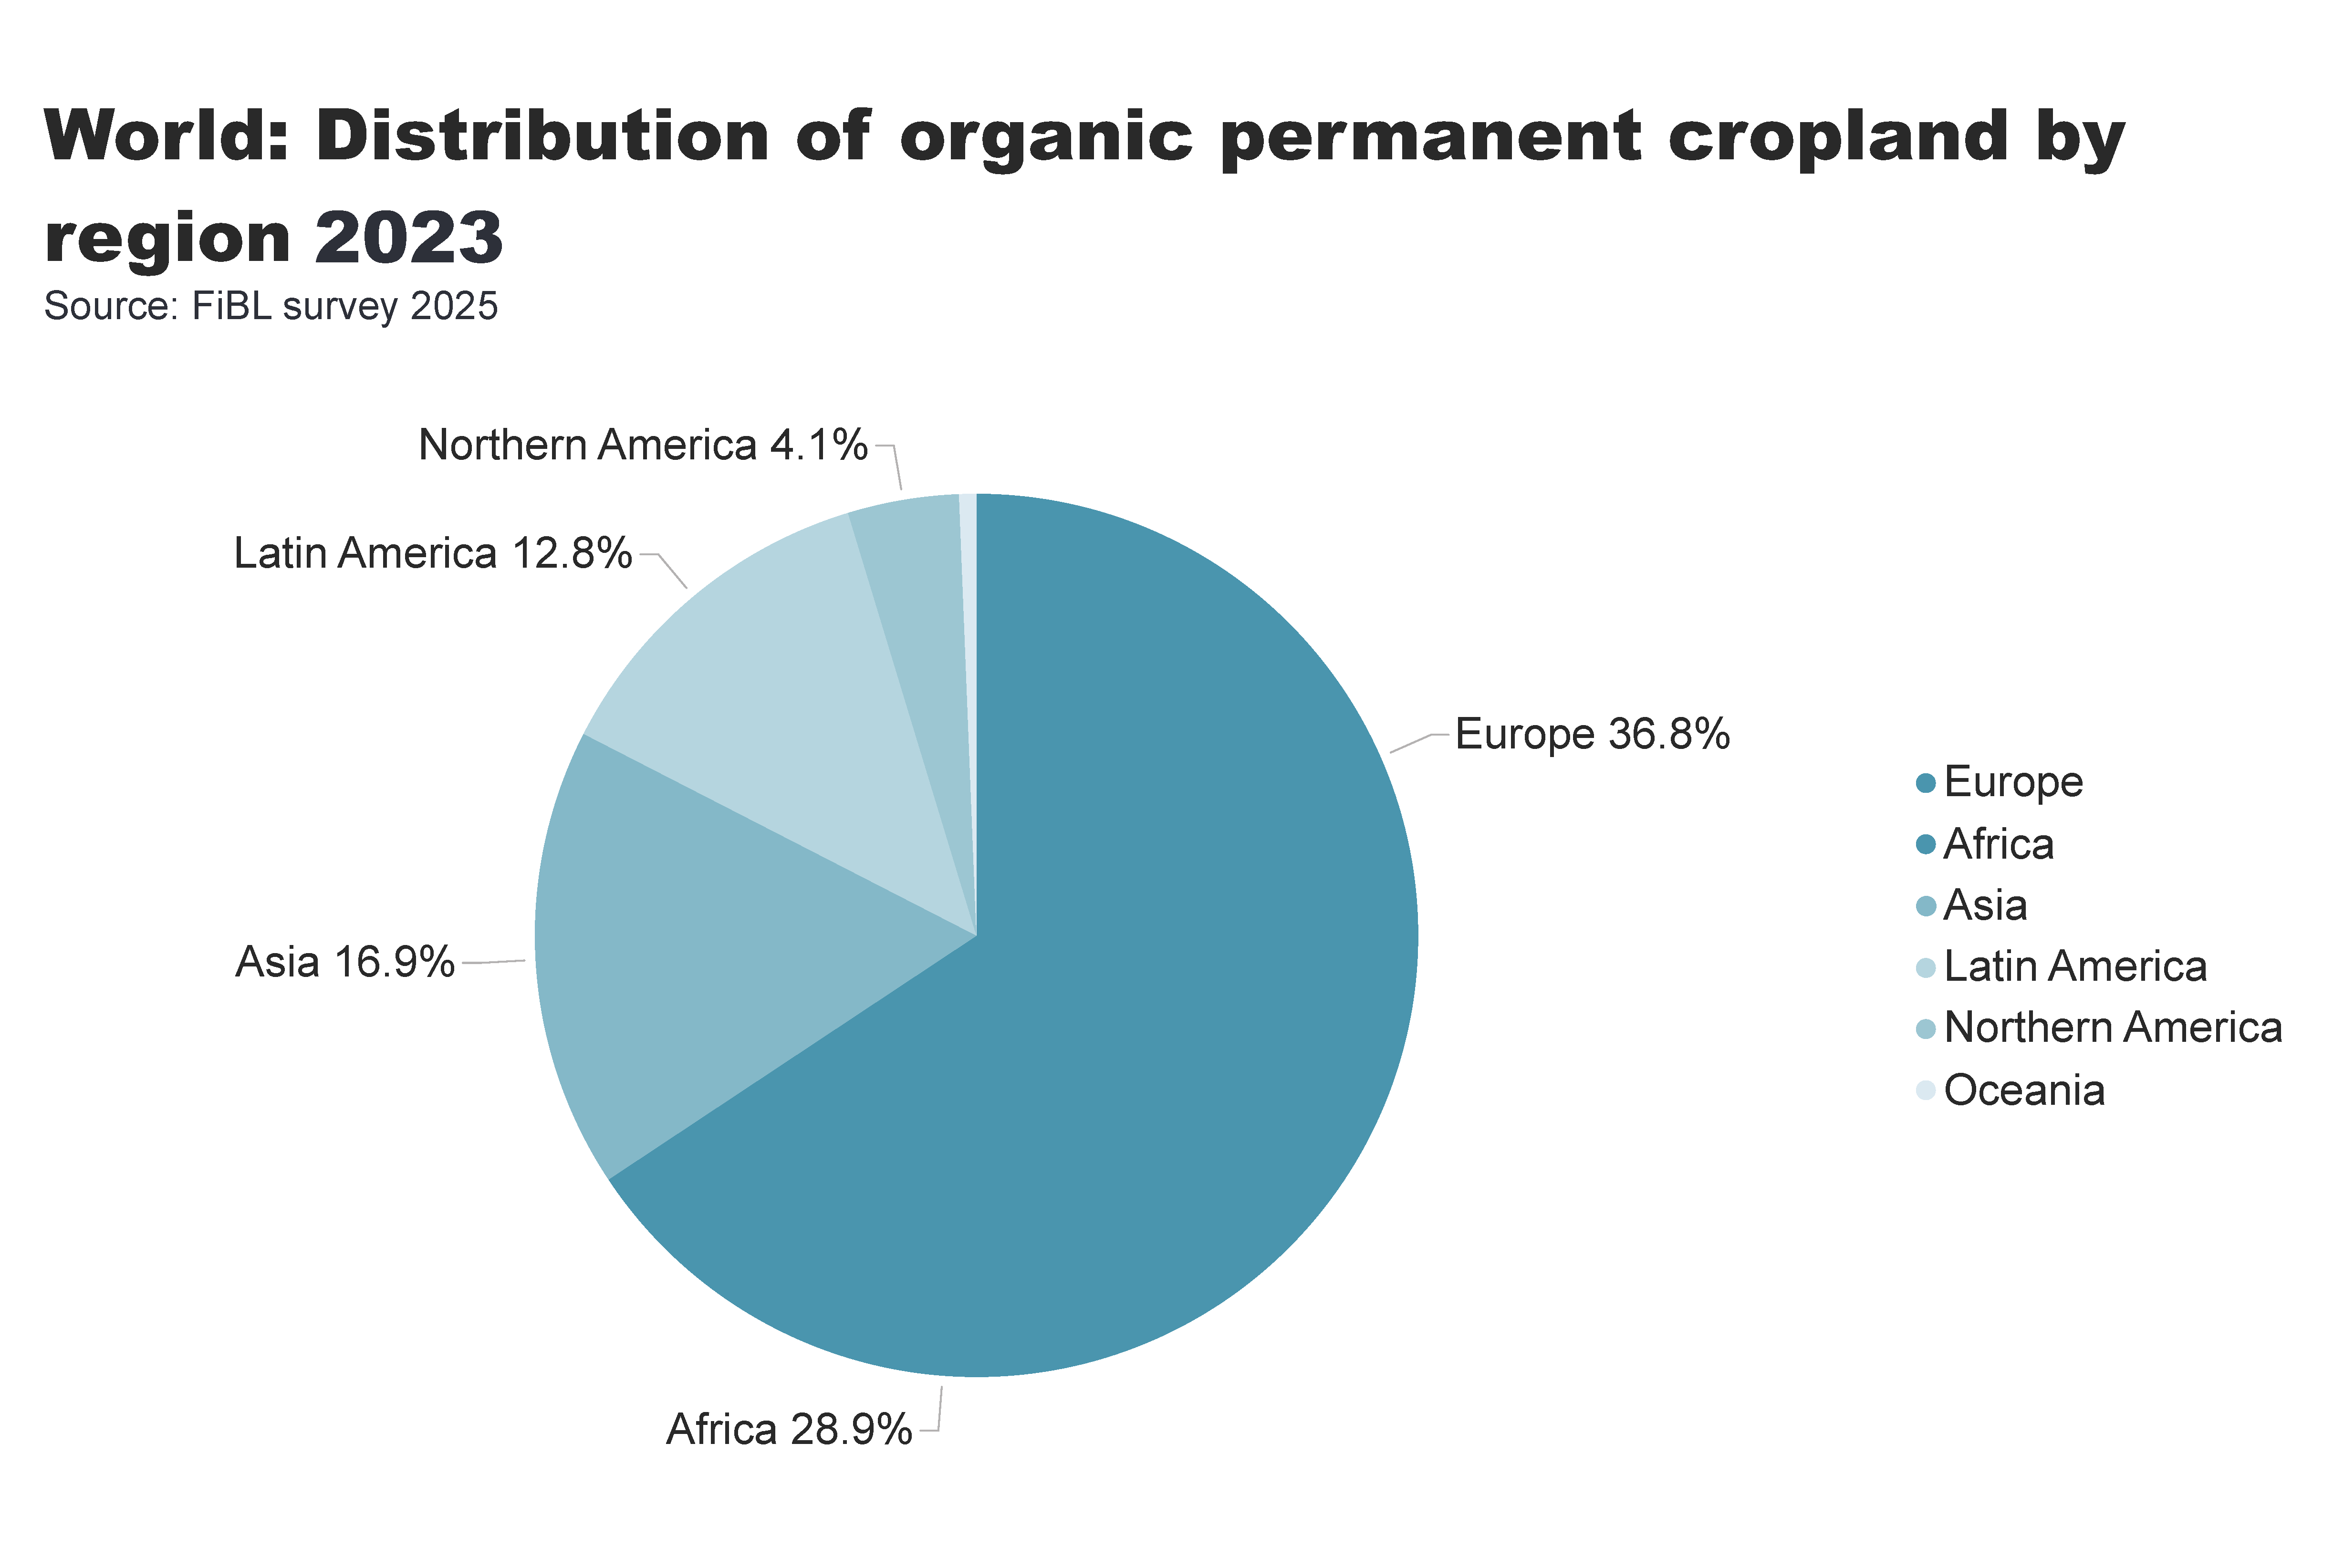 World: Distribution of organic permanent cropland by
region 2023
Source: FiBL survey 2025
Northern America 4.1%
Latin America 12.8%
Europe 36.8%
Asia 16.9%
Africa 28.9%
Europe
Africa
Asia
Latin America
Northern America
Oceania